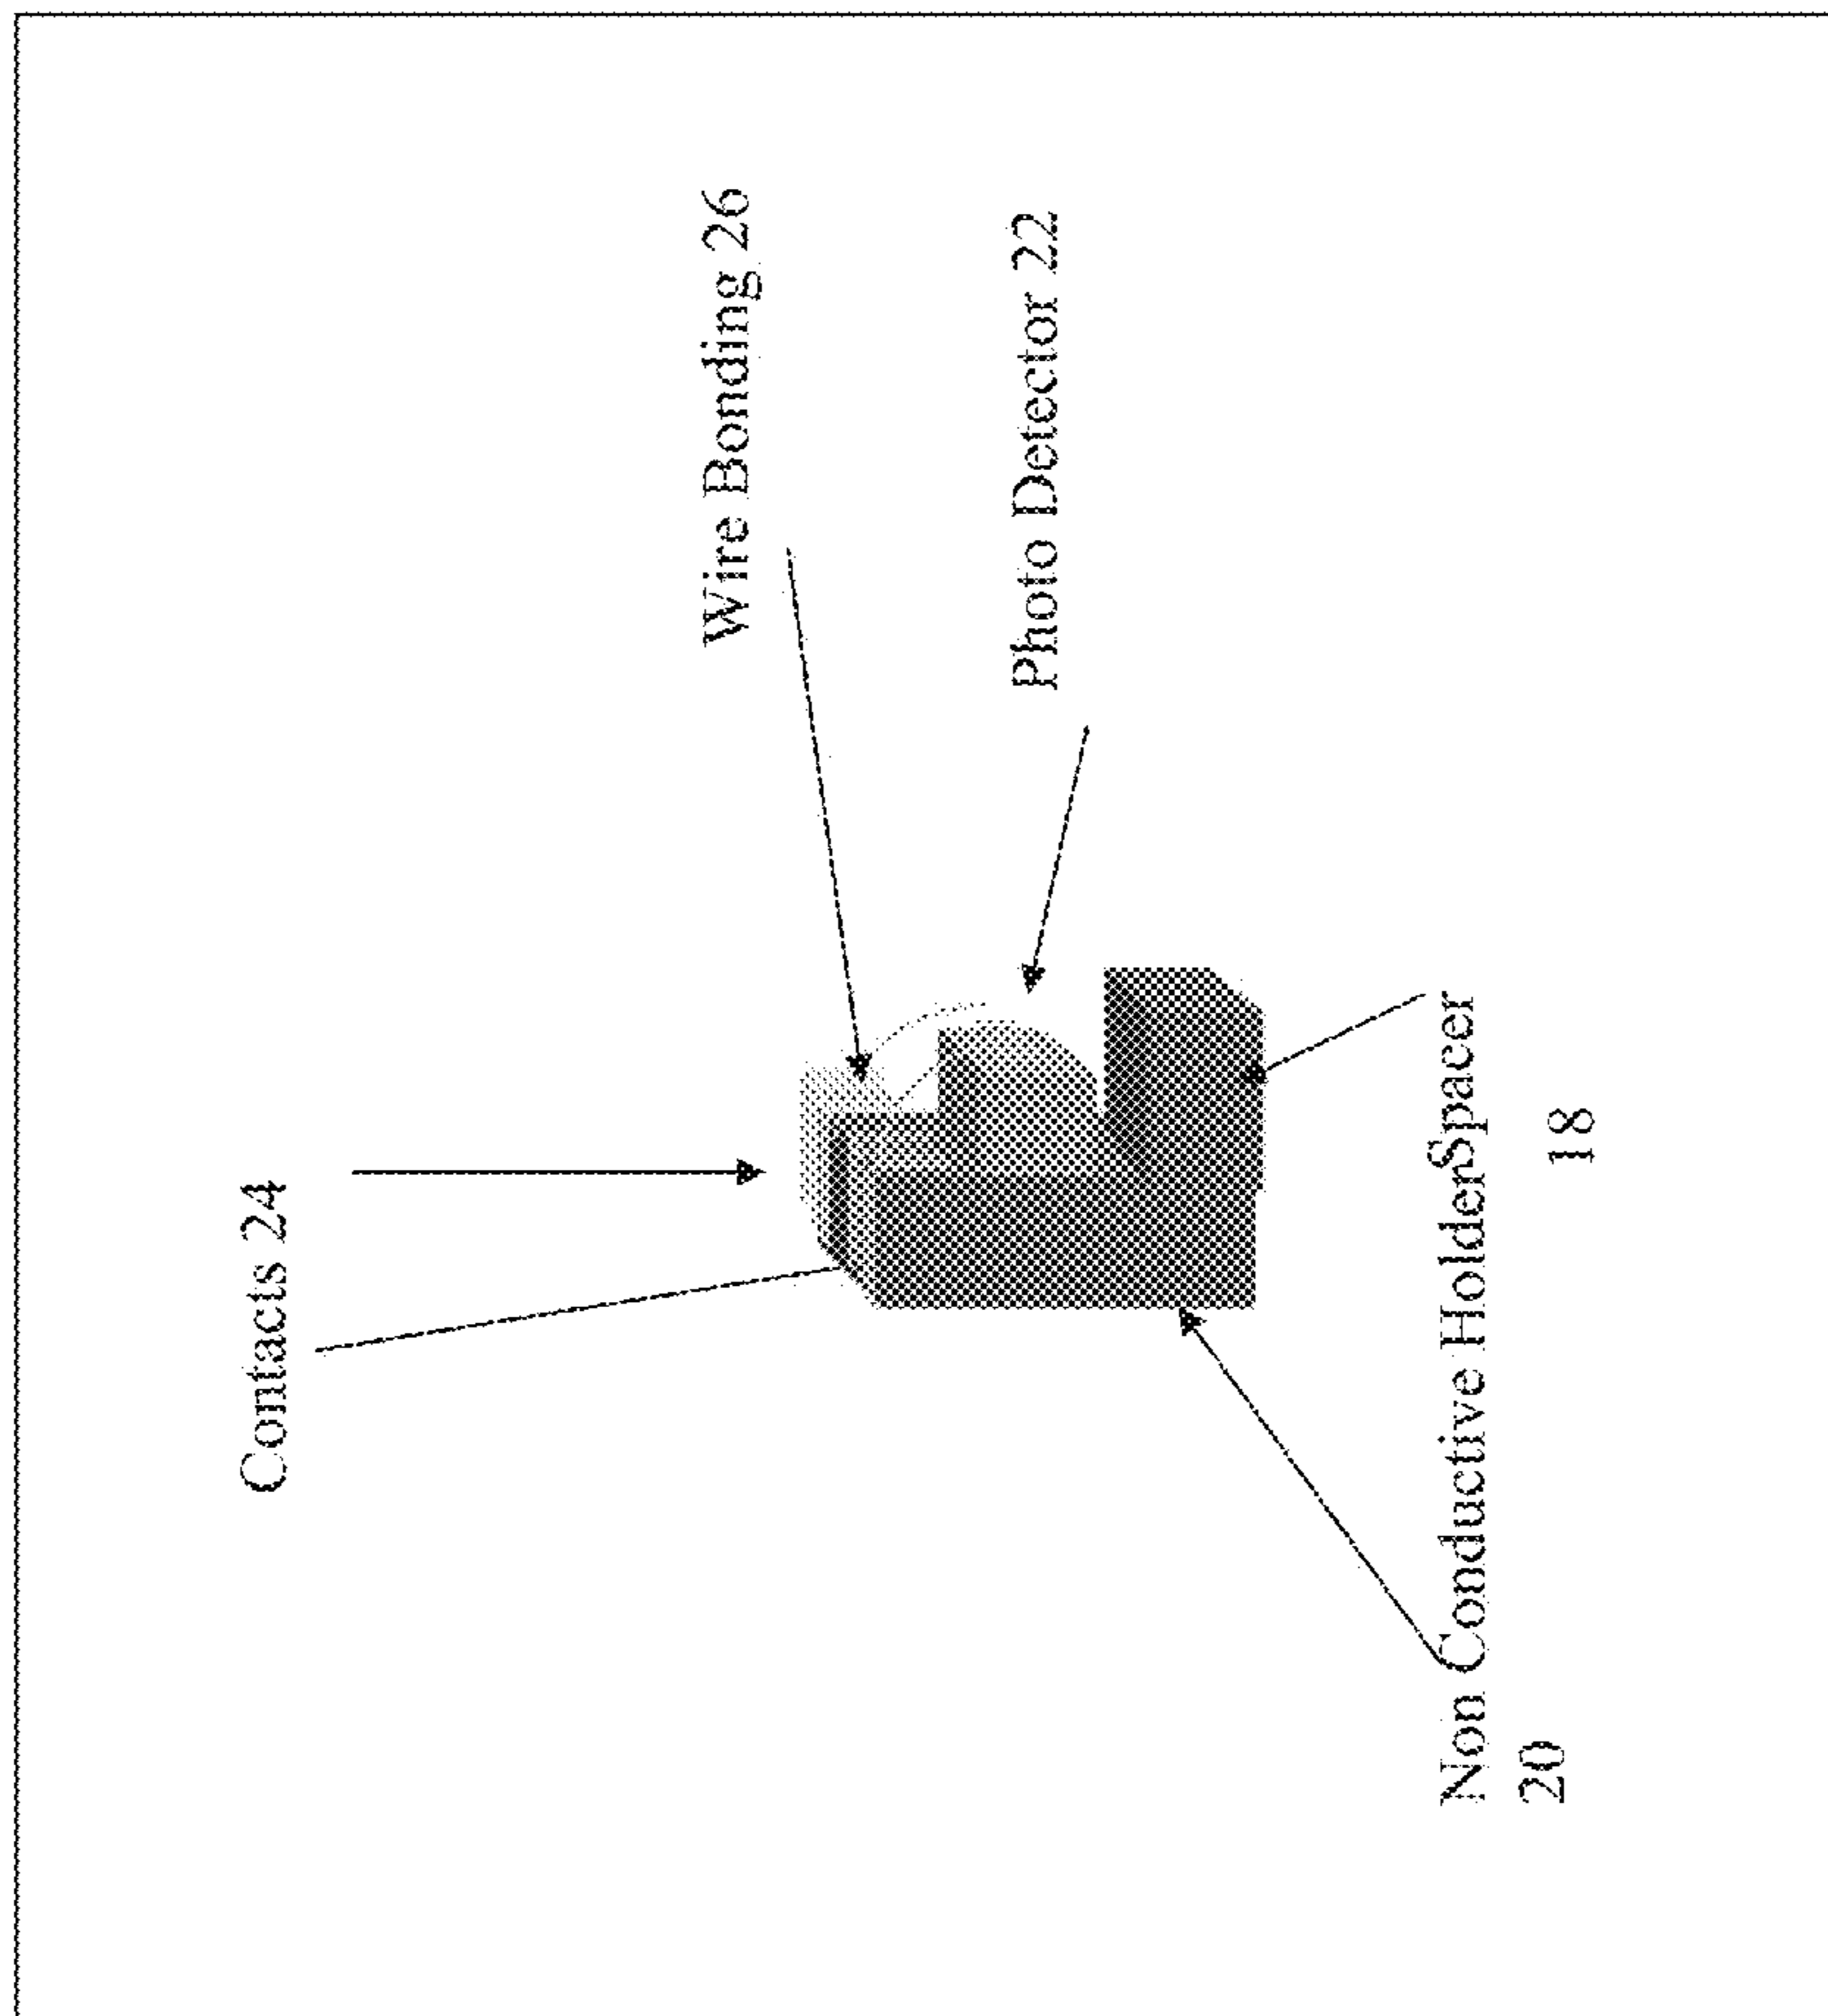 Contacts 24
Wire Bonding 26
Photo Detector 22
Non Conductive Holder
20
Spacer
18